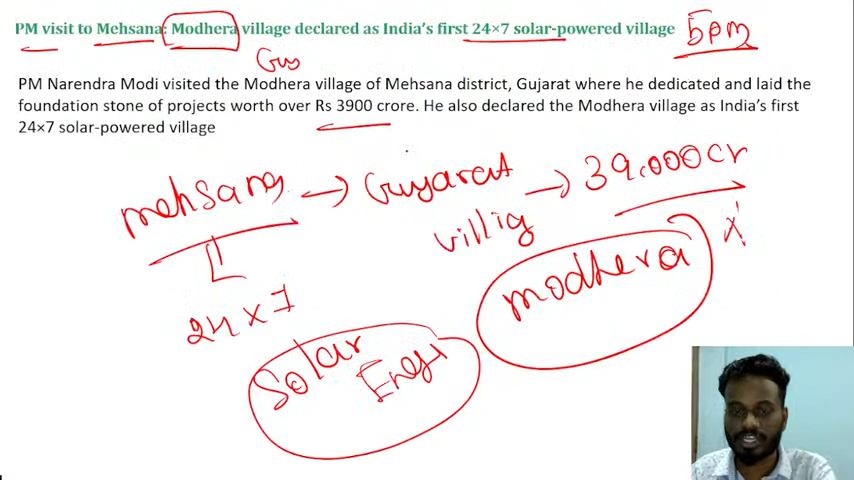 PM visit to Mehsana: Modhera village declared as India's first 24×7 solar-powered village
5pm
Guj
PM Narendra Modi visited the Modhera village of Mehsana district, Gujarat where he dedicated and laid the
foundation stone of projects worth over Rs 3900 crore. He also declared the Modhera village as India's first
24×7 solar-powered village
mehsana → Gujarat → 39.000 cr
villig
modhera
24 x 7
Solar